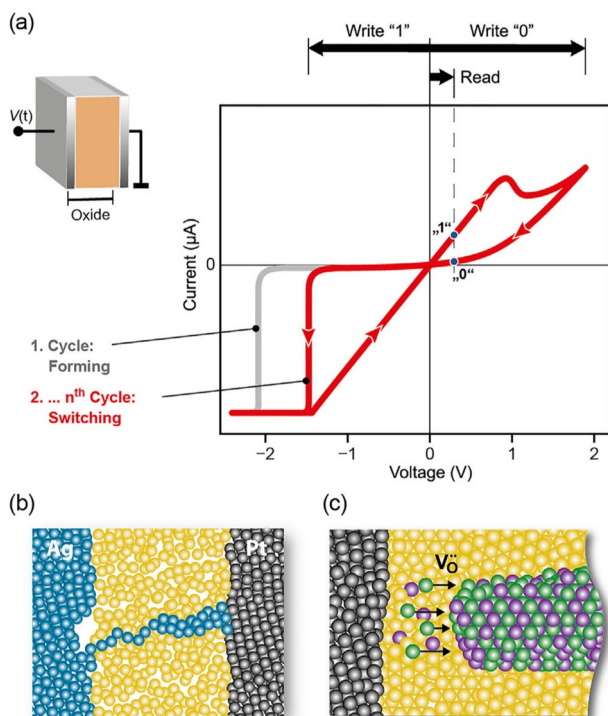 (a)
Write "1" Write "0"
Read
V(t)
Oxide
Current (µA)
0
„1“
„0“
1. Cycle:
Forming
2. ... nth Cycle:
Switching
−2 −1 0 1 2
Voltage (V)
(b) (c)
Ag Pt
V_O^¨